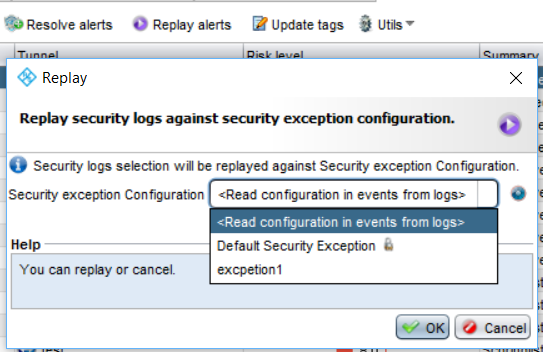 Resolve alerts Replay alerts Update tags Utils
Tunnel Risk level Summary
Replay
Replay security logs against security exception configuration.
Security logs selection will be replayed against Security exception Configuration.
Security exception Configuration <Read configuration in events from logs>
<Read configuration in events from logs>
Default Security Exception
excpetion1
Help
You can replay or cancel.
OK Cancel